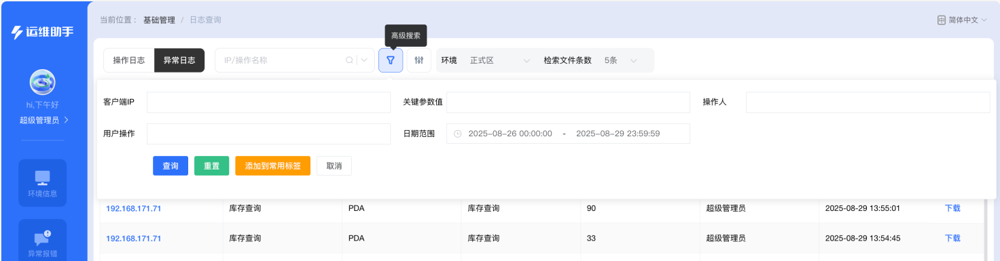 运维助手
hi,下午好
超级管理员
环境信息
异常报错
当前位置： 基础管理 / 日志查询
简体中文
高级搜索
操作日志 异常日志 IP/操作名称 环境 正式区 检索文件条数 5条
客户端IP 关键参数值 操作人
用户操作 日期范围 2025-08-26 00:00:00 - 2025-08-29 23:59:59
查询 重置 添加到常用标签 取消
192.168.171.71 库存查询 PDA 库存查询 90 超级管理员 2025-08-29 13:55:01 下载
192.168.171.71 库存查询 PDA 库存查询 33 超级管理员 2025-08-29 13:54:45 下载